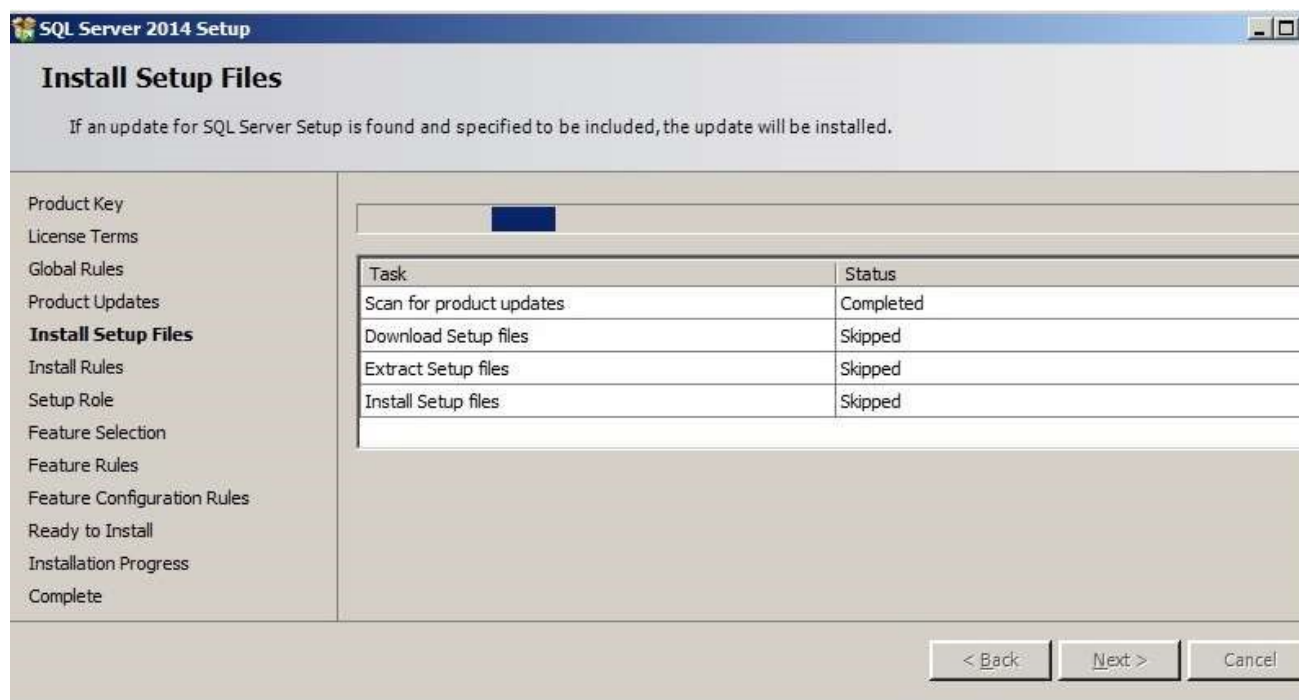 SQL Server 2014 Setup
Install Setup Files
If an update for SQL Server Setup is found and specified to be included, the update will be installed.
Product Key
License Terms
Global Rules
Product Updates
Install Setup Files
Install Rules
Setup Role
Feature Selection
Feature Rules
Feature Configuration Rules
Ready to Install
Installation Progress
Complete
Task Status
Scan for product updates Completed
Download Setup files Skipped
Extract Setup files Skipped
Install Setup files Skipped
< Back Next > Cancel